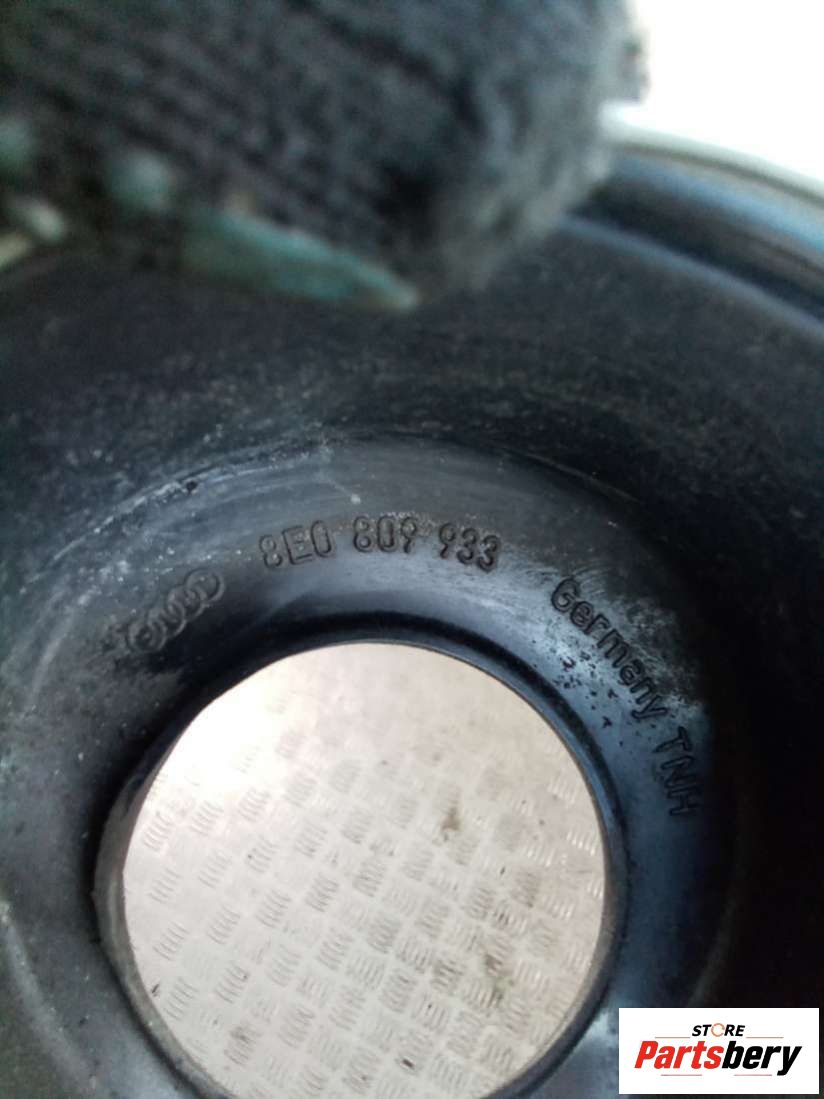 8E0 809 933
Germany TNH
STORE
Partsbery